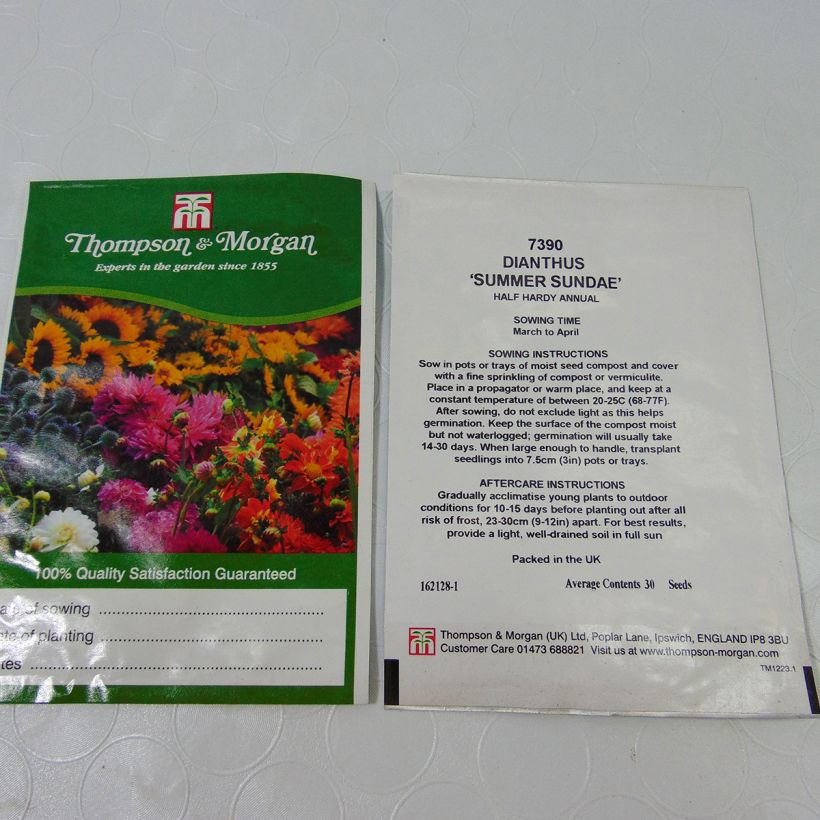 Thompson & Morgan
Experts in the garden since 1855
100% Quality Satisfaction Guaranteed
of sowing
of planting
7390
DIANTHUS
‘SUMMER SUNDAE’
HALF HARDY ANNUAL
SOWING TIME
March to April
SOWING INSTRUCTIONS
Sow in pots or trays of moist seed compost and cover
with a fine sprinkling of compost or vermiculite.
Place in a propagator or warm place, and keep at a
constant temperature of between 20-25C (68-77F).
After sowing, do not exclude light as this helps
germination. Keep the surface of the compost moist
but not waterlogged; germination will usually take
14-30 days. When large enough to handle, transplant
seedlings into 7.5cm (3in) pots or trays.
AFTERCARE INSTRUCTIONS
Gradually acclimatise young plants to outdoor
conditions for 10-15 days before planting out after all
risk of frost, 23-30cm (9-12in) apart. For best results,
provide a light, well-drained soil in full sun
Packed in the UK
162128-1 Average Contents 30 Seeds
Thompson & Morgan (UK) Ltd, Poplar Lane, Ipswich, ENGLAND IP8 3BU
Customer Care 01473 688821 Visit us at www.thompson-morgan.com
TM1223.1